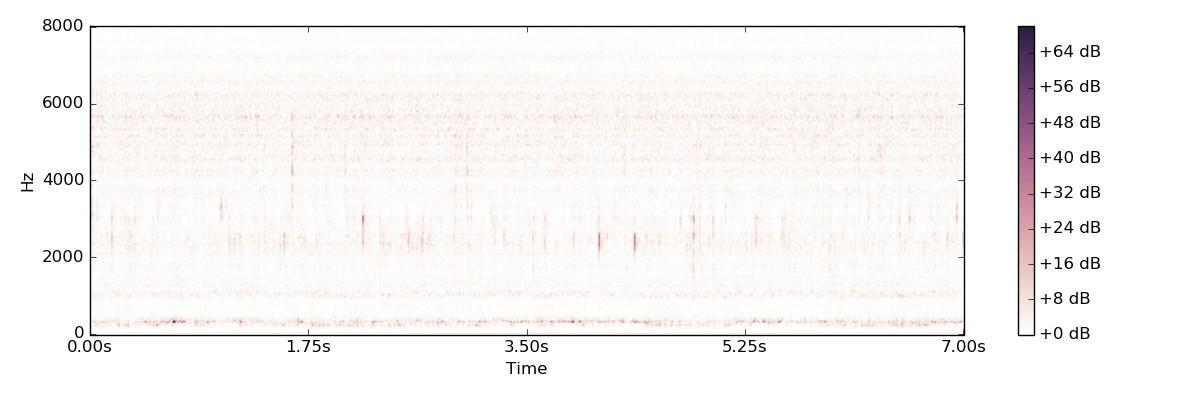 8000
6000
4000
2000
0
Hz
0.00s 1.75s 3.50s 5.25s 7.00s
Time
+64 dB
+56 dB
+48 dB
+40 dB
+32 dB
+24 dB
+16 dB
+8 dB
+0 dB